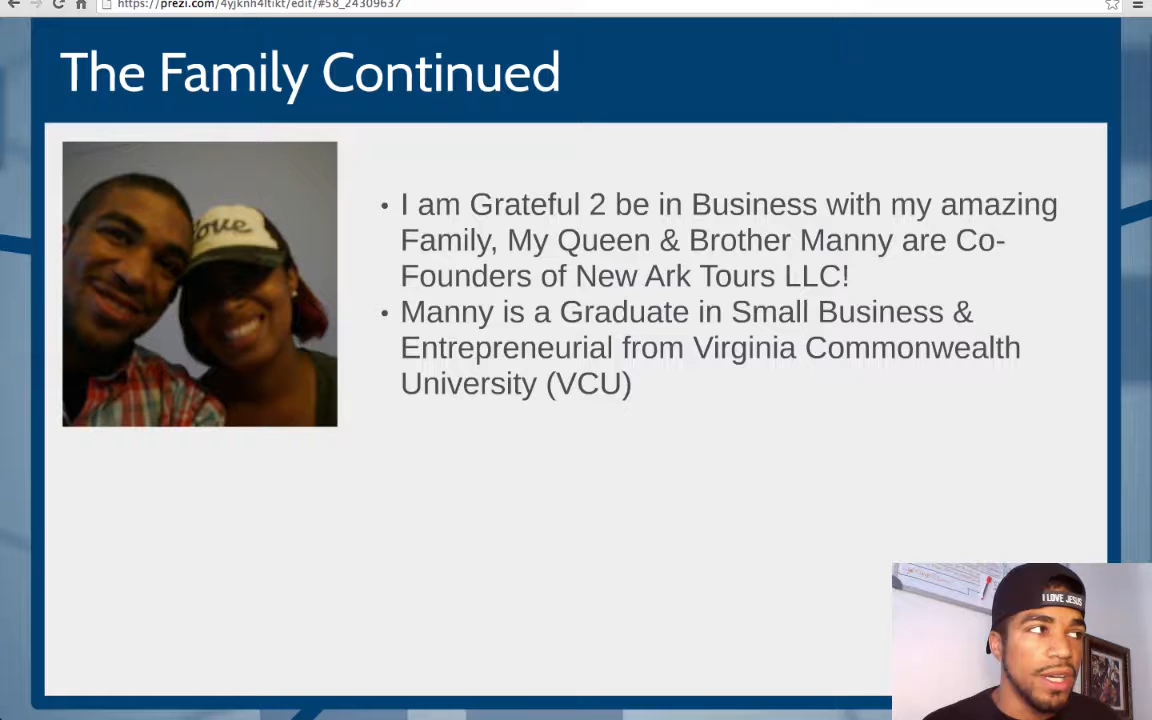 https://prezi.com/4yjknh4ltikt/edit/#58_24309637
The Family Continued
love
• I am Grateful 2 be in Business with my amazing
Family, My Queen & Brother Manny are Co-
Founders of New Ark Tours LLC!
• Manny is a Graduate in Small Business &
Entrepreneurial from Virginia Commonwealth
University (VCU)
I LOVE JESUS